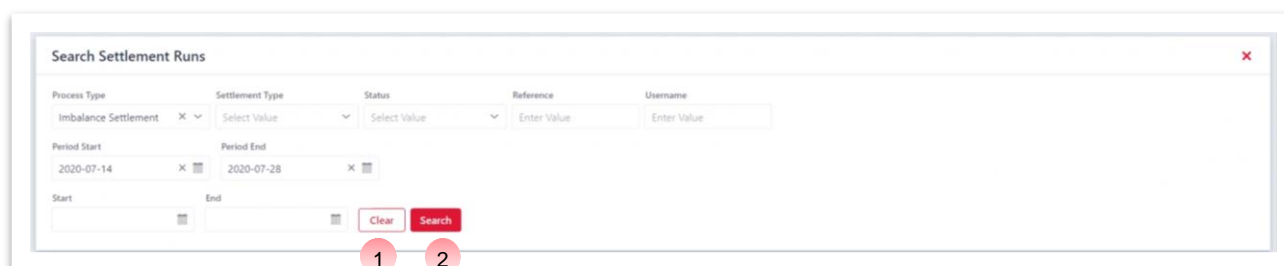 Search Settlement Runs
Process Type Settlement Type Status Reference Username
Imbalance Settlement Select Value Select Value Enter Value Enter Value
Period Start Period End
2020-07-14 2020-07-28
Start End
Clear Search
1 2